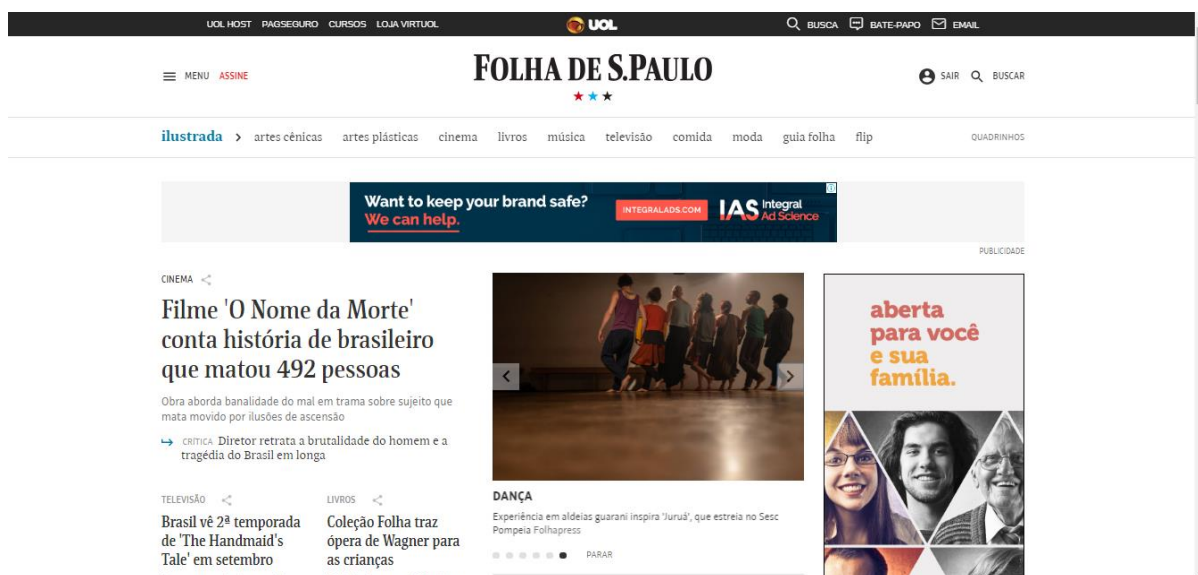 UOL HOST PAGSEGURO CURSOS LOJA VIRTUOL UOL BUSCA BATE-PAPO EMAIL
MENU ASSINE FOLHA DE S.PAULO SAIR BUSCAR
ilustrada > artes cênicas artes plásticas cinema livros música televisão comida moda guia folha flip QUADRINHOS
Want to keep your brand safe?
We can help.
INTEGRALADS.COM
IAS Integral
Ad Science
PUBLICIDADE
CINEMA
Filme 'O Nome da Morte'
conta história de brasileiro
que matou 492 pessoas
Obra aborda banalidade do mal em trama sobre sujeito que
mata movido por ilusões de ascensão
CRÍTICA Diretor retrata a brutalidade do homem e a
tragédia do Brasil em longa
TELEVISÃO
Brasil vê 2ª temporada
de 'The Handmaid's
Tale' em setembro
LIVROS
Coleção Folha traz
ópera de Wagner para
as crianças
DANÇA
Experiência em aldeias guarani inspira 'Juruá', que estreia no Sesc
Pompeia Folhapress
PARAR
aberta
para você
e sua
família.